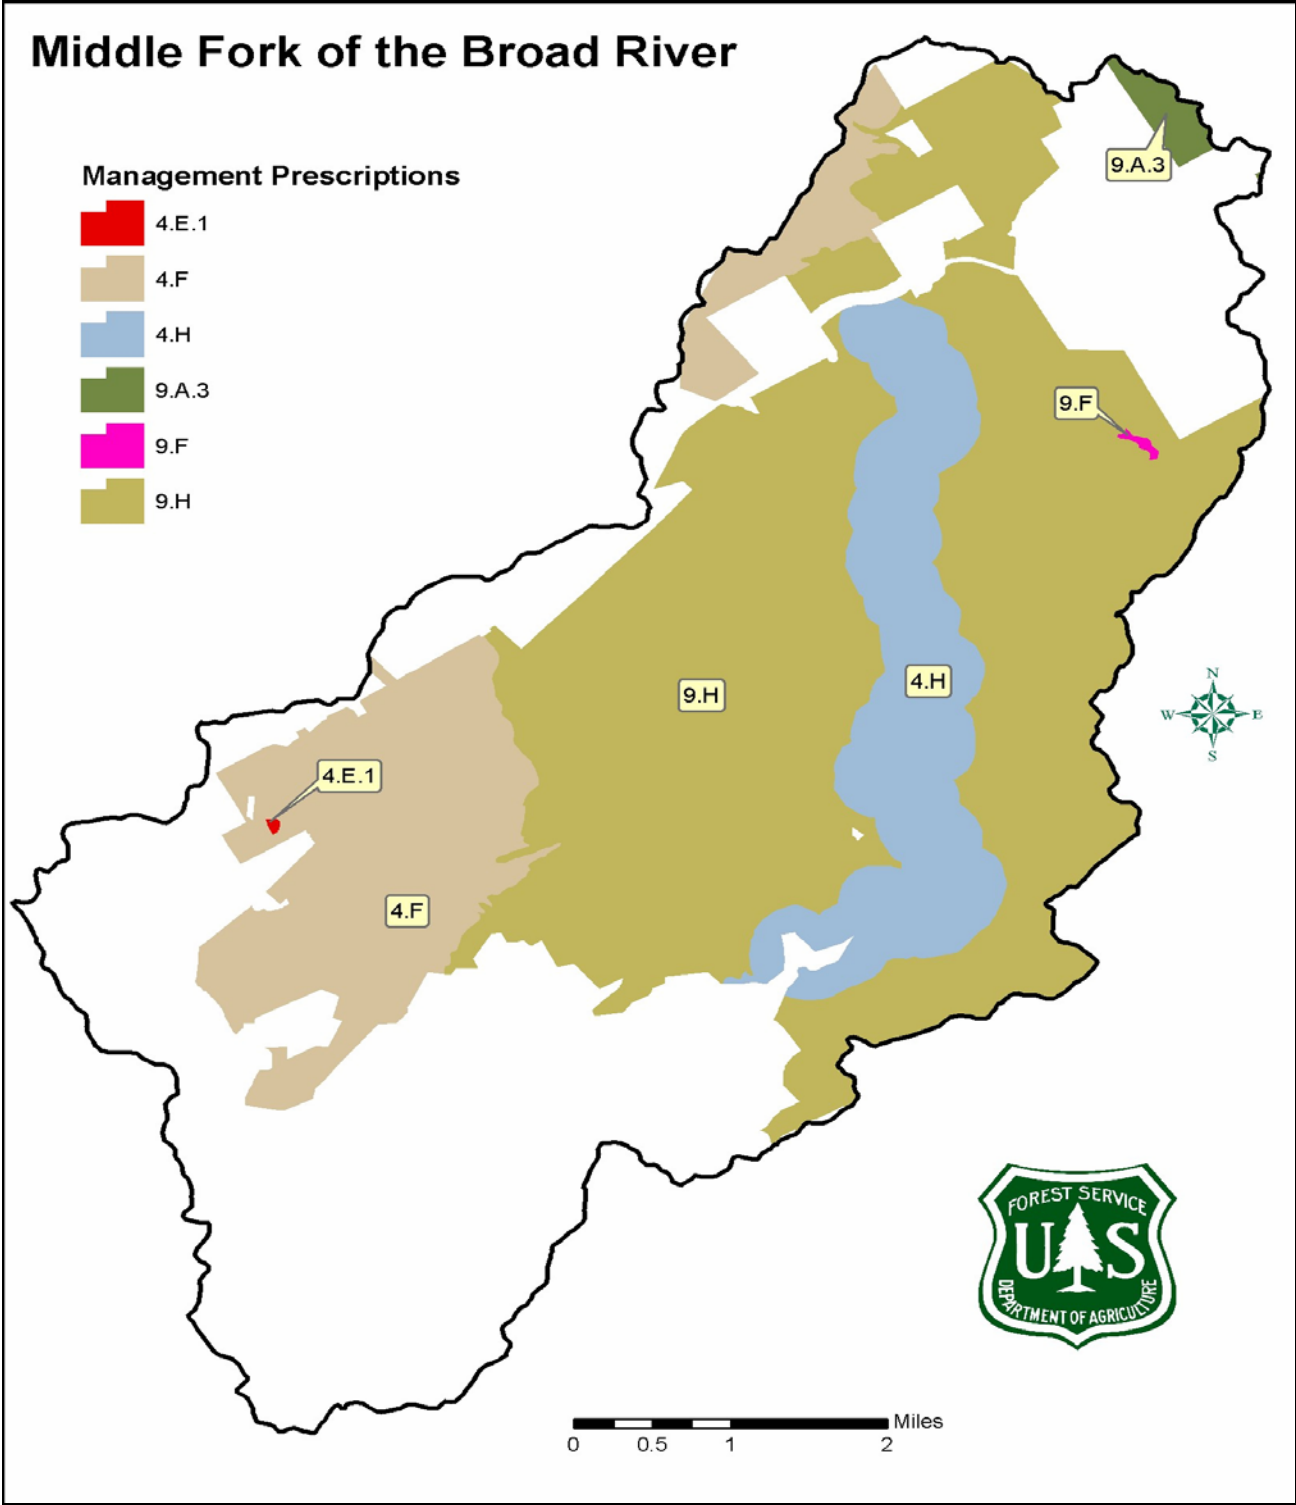 Middle Fork of the Broad River
Management Prescriptions
4.E.1
4.F
4.H
9.A.3
9.F
9.H
9.A.3
9.F
4.H
9.H
4.E.1
4.F
N
W E
S
FOREST SERVICE
U S
DEPARTMENT OF AGRICULTURE
Miles
0 0.5 1 2